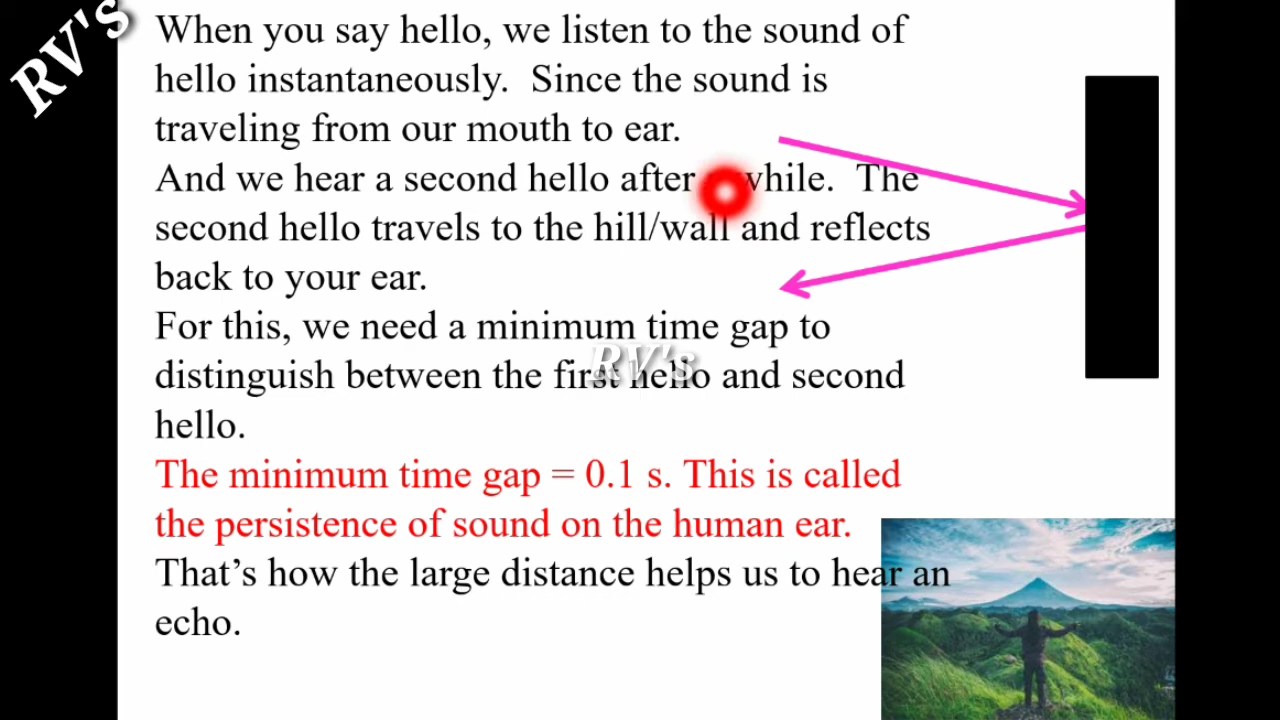 RV's
When you say hello, we listen to the sound of
hello instantaneously. Since the sound is
traveling from our mouth to ear.
And we hear a second hello after while. The
second hello travels to the hill/wall and reflects
back to your ear.
For this, we need a minimum time gap to
RV's
distinguish between the first hello and second
hello.
The minimum time gap = 0.1 s. This is called
the persistence of sound on the human ear.
That’s how the large distance helps us to hear an
echo.